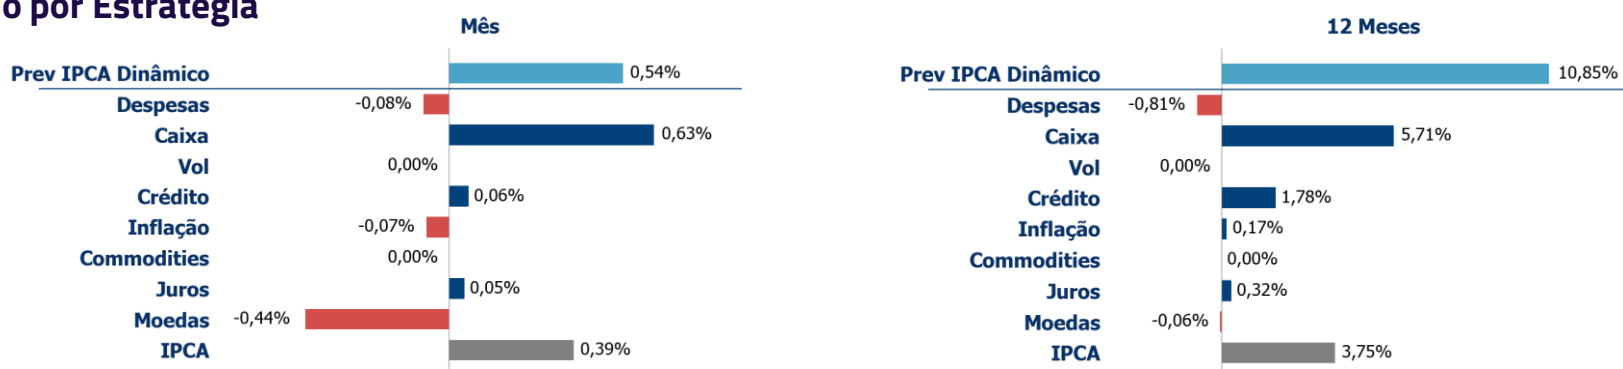 o por Estratégia
Mês
Prev IPCA Dinâmico 0,54%
Despesas -0,08%
Caixa 0,63%
Vol 0,00%
Crédito 0,06%
Inflação -0,07%
Commodities 0,00%
Juros 0,05%
Moedas -0,44%
IPCA 0,39%
12 Meses
Prev IPCA Dinâmico 10,85%
Despesas -0,81%
Caixa 5,71%
Vol 0,00%
Crédito 1,78%
Inflação 0,17%
Commodities 0,00%
Juros 0,32%
Moedas -0,06%
IPCA 3,75%